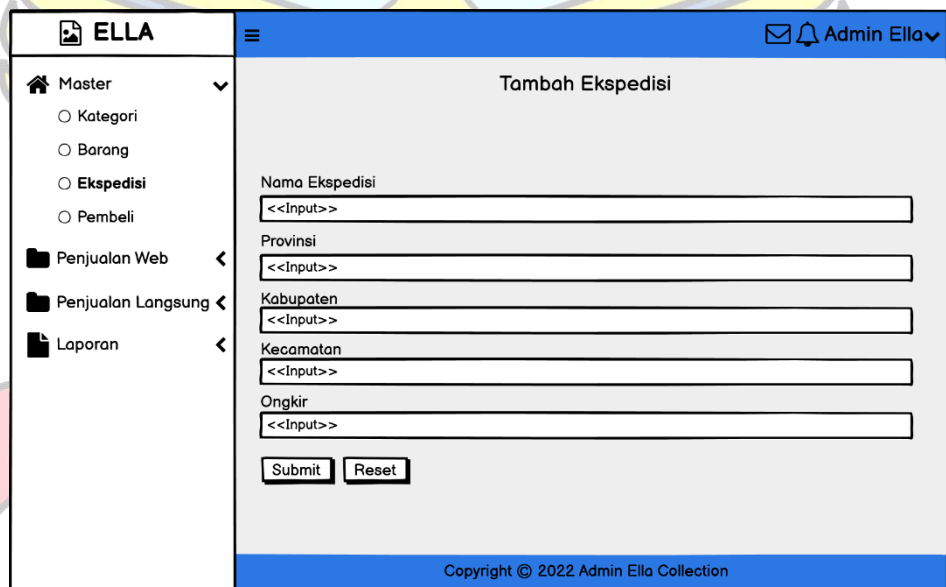 ELLA
Admin Ella
Master
Kategori
Barang
Ekspedisi
Pembeli
Penjualan Web
Penjualan Langsung
Laporan
Tambah Ekspedisi
Nama Ekspedisi
<<Input>>
Provinsi
<<Input>>
Kabupaten
<<Input>>
Kecamatan
<<Input>>
Ongkir
<<Input>>
Submit Reset
Copyright © 2022 Admin Ella Collection